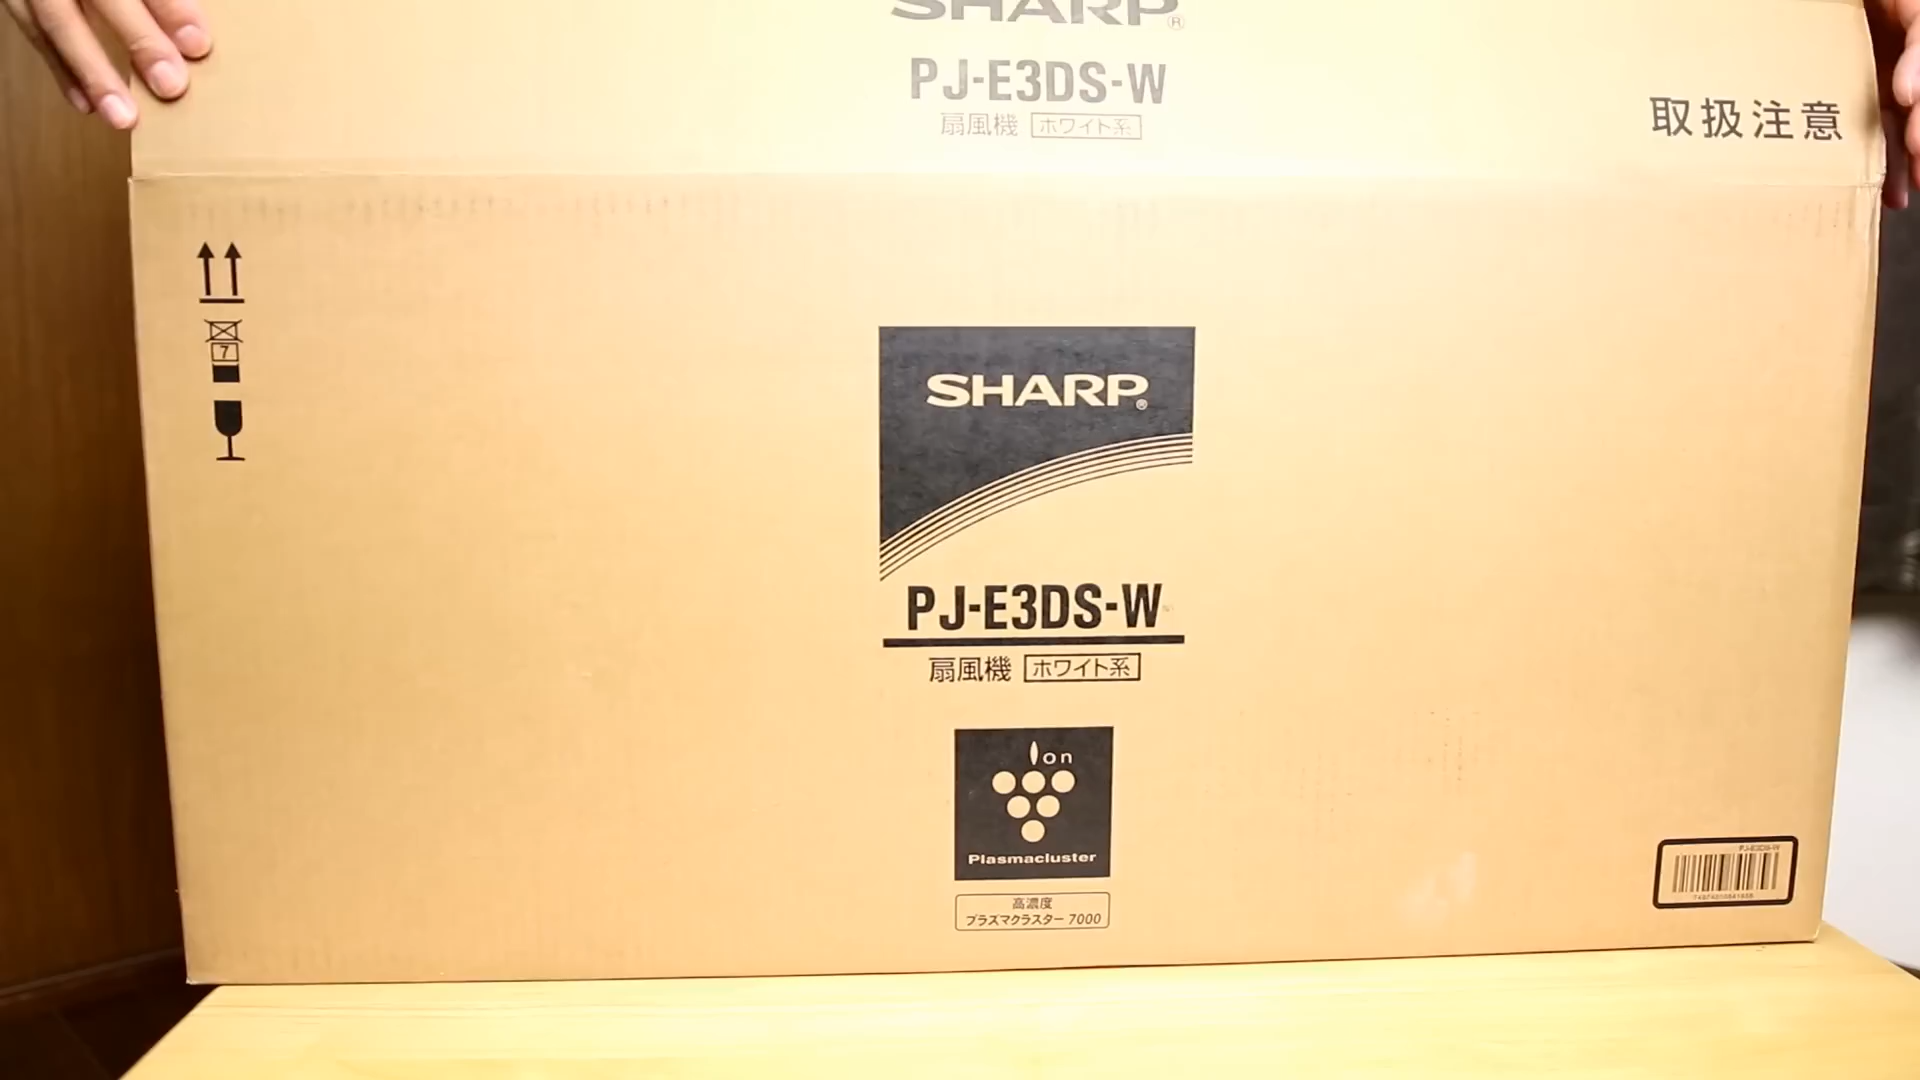 SHARP®
PJ-E3DS-W
扇風機 ホワイト系
取扱注意
7
SHARP®
PJ-E3DS-W
扇風機 ホワイト系
Ion
Plasmacluster
高濃度
プラズマクラスター 7000
PJ-E3DS-W